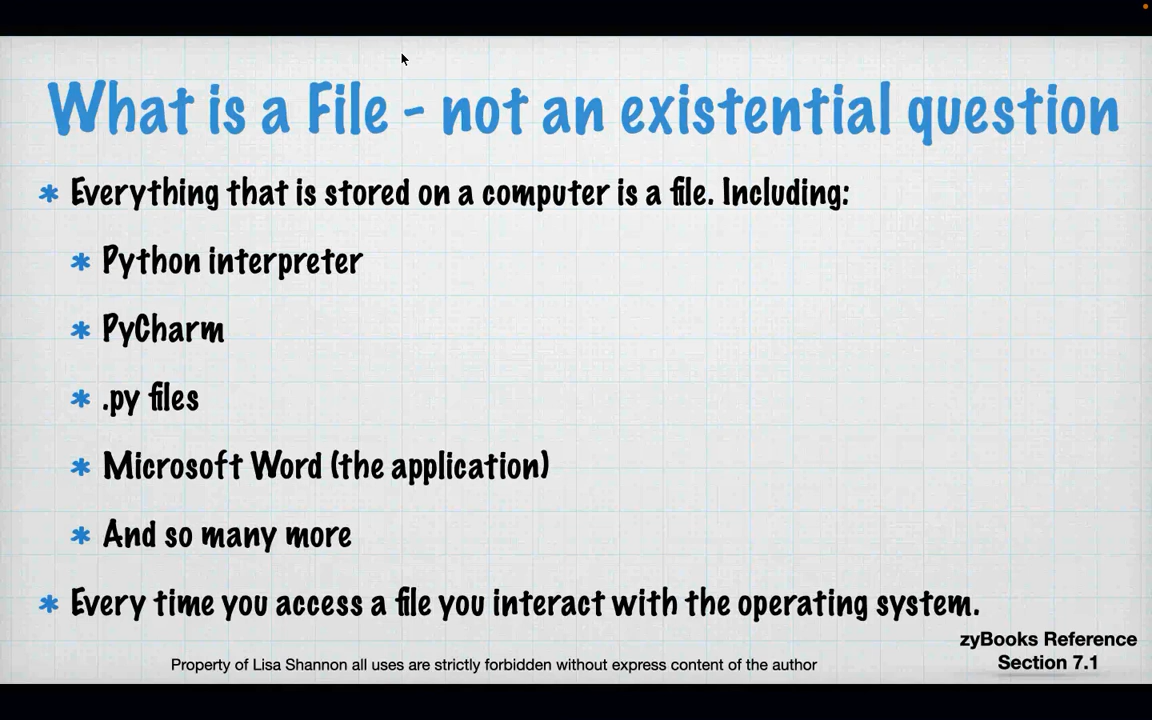 What is a File - not an existential question
* Everything that is stored on a computer is a file. Including:
* Python interpreter
* PyCharm
* .py files
* Microsoft Word (the application)
* And so many more
* Every time you access a file you interact with the operating system.
zyBooks Reference
Section 7.1
Property of Lisa Shannon all uses are strictly forbidden without express content of the author